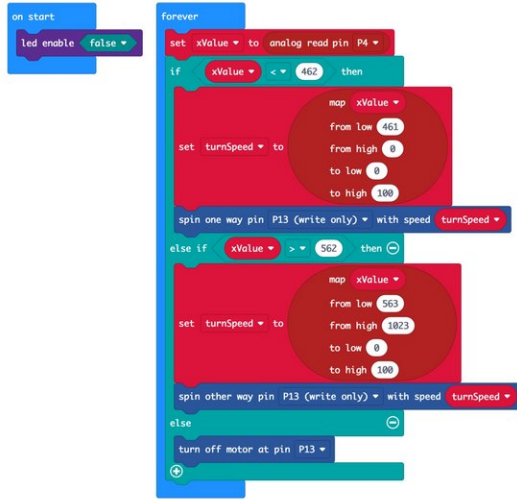 on start
led enable false
forever
set xValue to analog read pin P4
if xValue < 462 then
map xValue
from low 461
from high 0
set turnSpeed to
to low 0
to high 100
spin one way pin P13 (write only) with speed turnSpeed
else if xValue > 562 then
map xValue
from low 563
from high 1023
set turnSpeed to
to low 0
to high 100
spin other way pin P13 (write only) with speed turnSpeed
else
turn off motor at pin P13